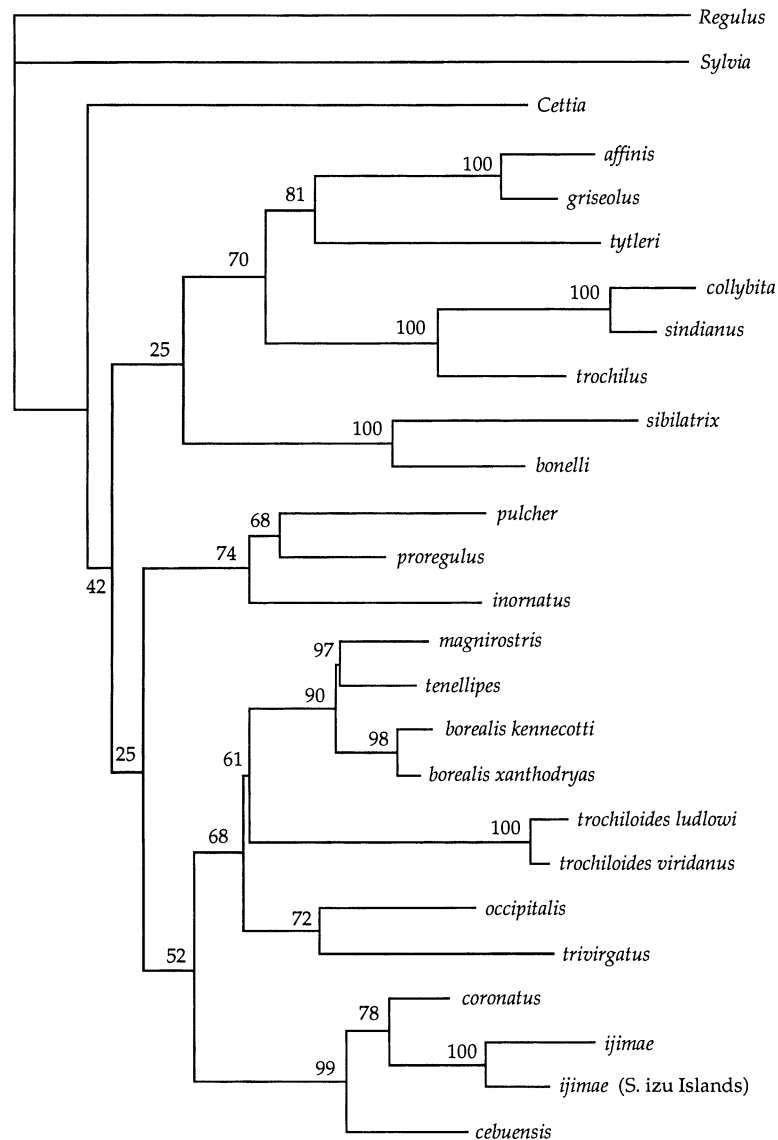 Regulus
Sylvia
Cettia
affinis
100
griseolus
81
tytleri
70
collybita
100
sindianus
100
trochilus
25
sibilatrix
100
bonelli
pulcher
68
proregulus
74
inornatus
42
magnirostris
97
tenellipes
90
borealis kennecotti
98
borealis xanthodryas
25
61
trochiloides ludlowi
100
trochiloides viridanus
68
occipitalis
72
trivirgatus
52
coronatus
78
ijimae
100
ijimae (S. izu Islands)
99
cebuensis